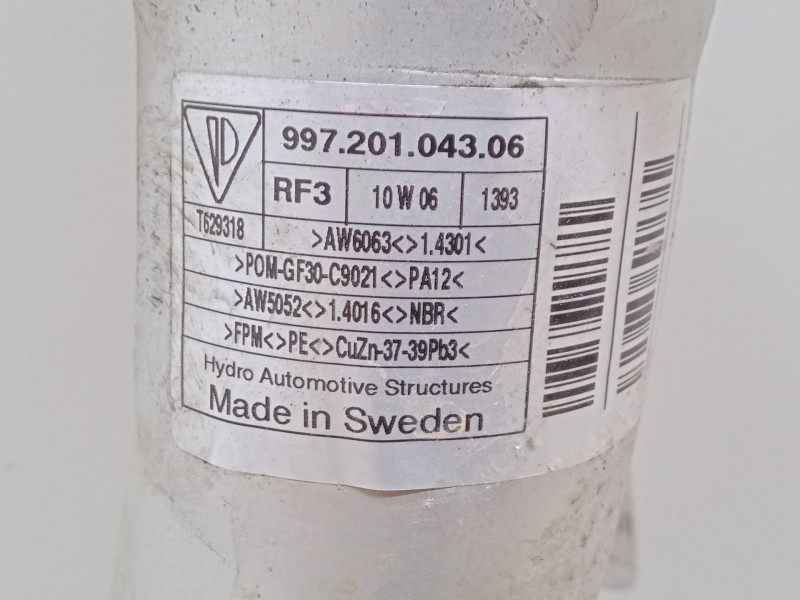 997.201.043.06
RF3 10 W 06 1393
T629318 >AW6063<>1.4301<
>POM-GF30-C9021<>PA12<
>AW5052<>1.4016<>NBR<
>FPM<>PE<>CuZn-37-39Pb3<
Hydro Automotive Structures
Made in Sweden